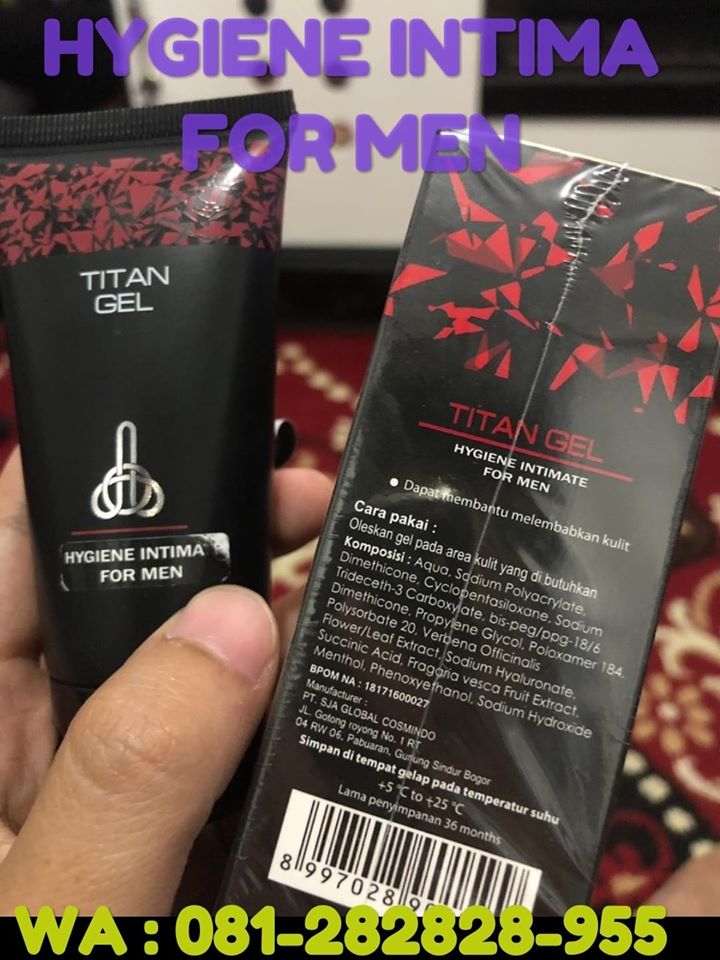 HYGIENE INTIMA
FOR MEN
TITAN
GEL
HYGIENE INTIMA
FOR MEN
TITAN GEL
HYGIENE INTIMATE
FOR MEN
• Dapat membantu melembabkan kulit
Cara pakai :
Oleskan gel pada area kulit yang di butuhkan
Komposisi : Aqua, Sodium Polyacrylate,
Dimethicone, Cyclopentasiloxane, Sodium
Trideceth-3 Carboxylate, bis-peg/ppg-18/6
Dimethicone, Propylene Glycol, Poloxamer 184,
Polysorbate 20, Verbena Officinalis
Flower/Leaf Extract, Sodium Hyaluronate,
Succinic Acid, Fragaria vesca Fruit Extract,
Menthol, Phenoxyethanol, Sodium Hydroxide
BPOM NA : 18171600027
Manufacturer :
PT. SJA GLOBAL COSMINDO
JL. Gotong royong No. 1 RT
04 RW 06, Pabuaran, Gunung Sindur Bogor
Simpan di tempat gelap pada temperatur suhu
+5 °C to +25 °C
Lama penyimpanan 36 months
8 997028
WA : 081-282828-955